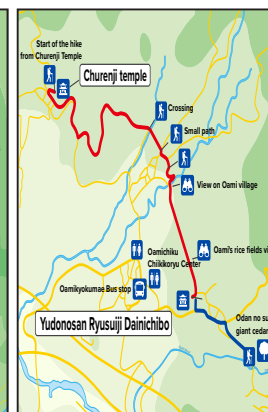 Start of the hike
from Churenji Temple
Churenji temple
Crossing
Small path
View on Oami village
Oamichiku
Chiikikoryu Center
Oami's rice fields vi
Oamikyokumae Bus stop
Yudonosan Ryusuiji Dainichibo
Odan no su
giant cedar